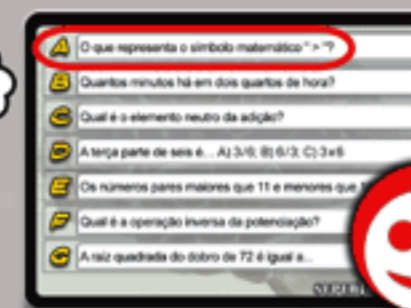 A O que representa o símbolo matemático " > "?
B Quantos minutos há em dois quartos de hora?
C Qual é o elemento neutro da adição?
D A terça parte de seis é... A) 3/6; B) 6/3; C) 3x6
E Os números pares maiores que 11 e menores que
F Qual é a operação inversa da potenciação?
G A raiz quadrada do dobro de 72 é igual a...